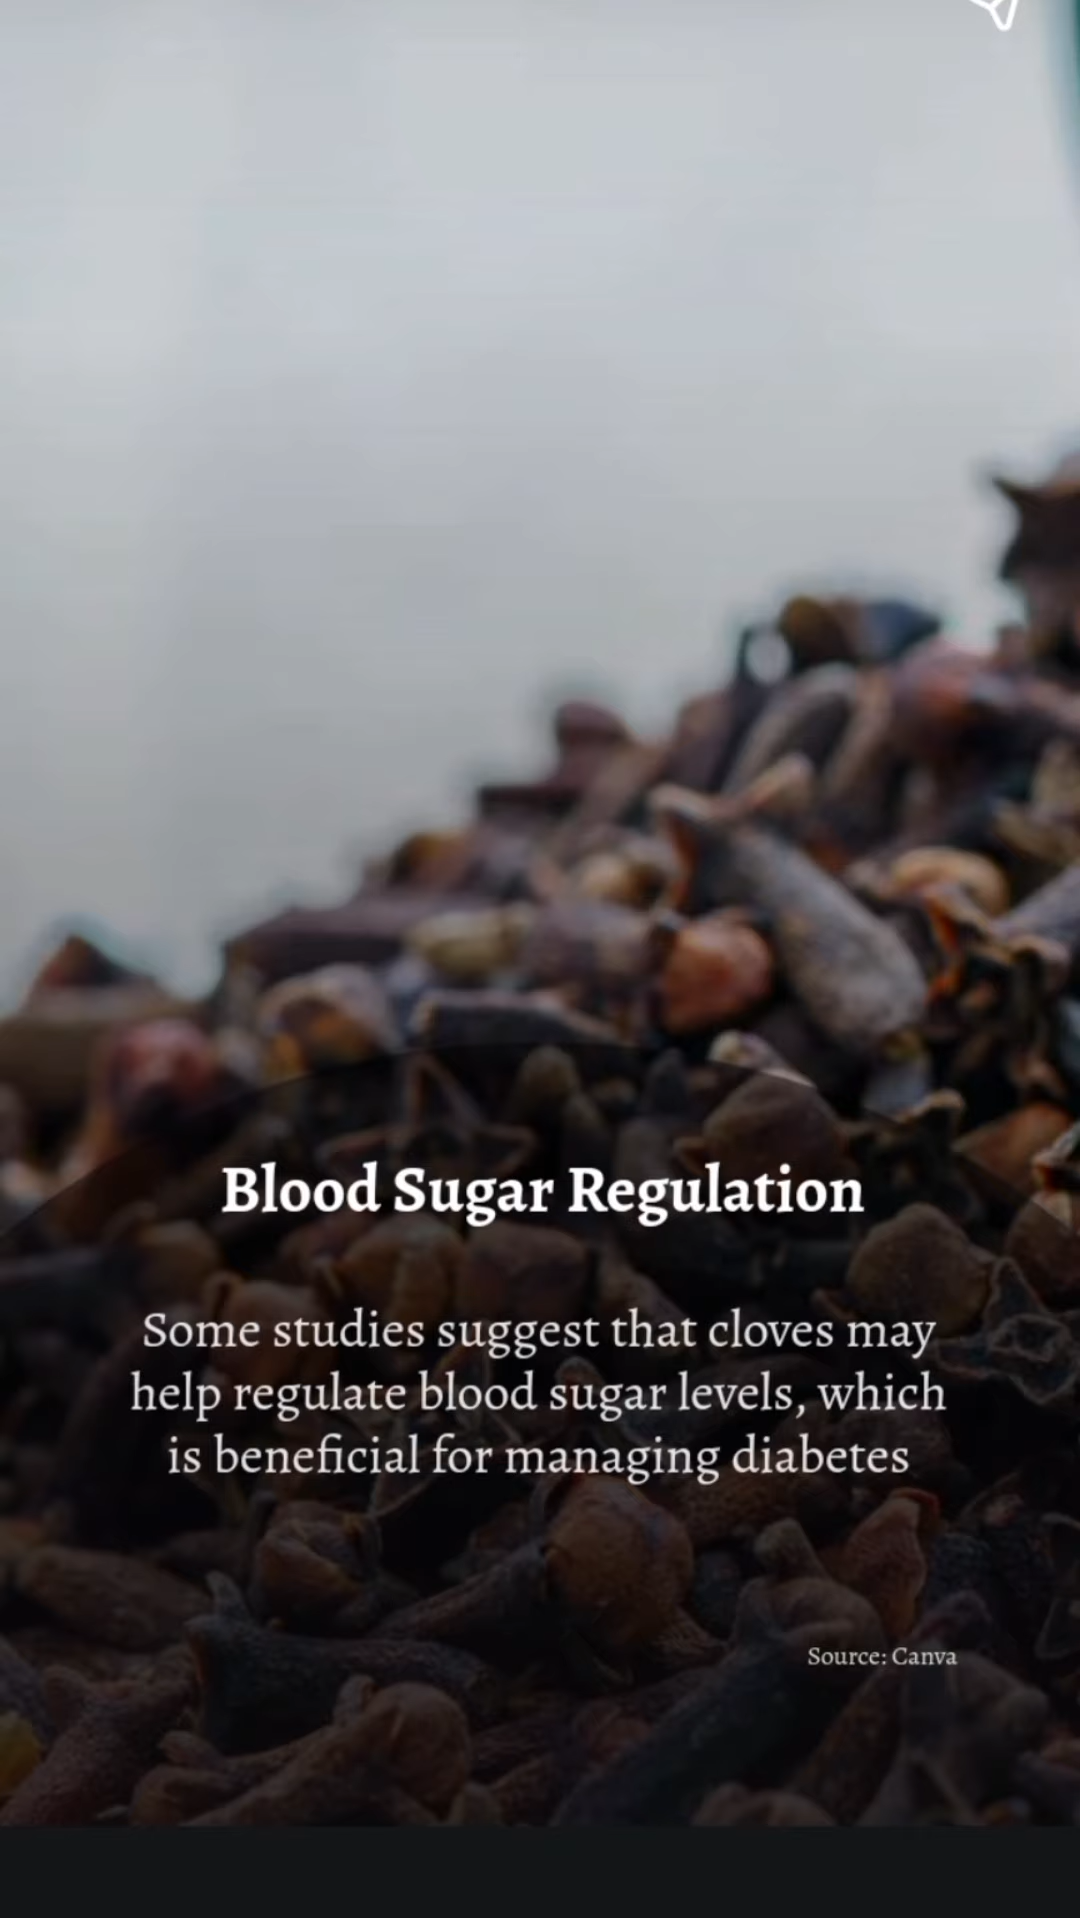 Blood Sugar Regulation
Some studies suggest that cloves may
help regulate blood sugar levels, which
is beneficial for managing diabetes
Source: Canva